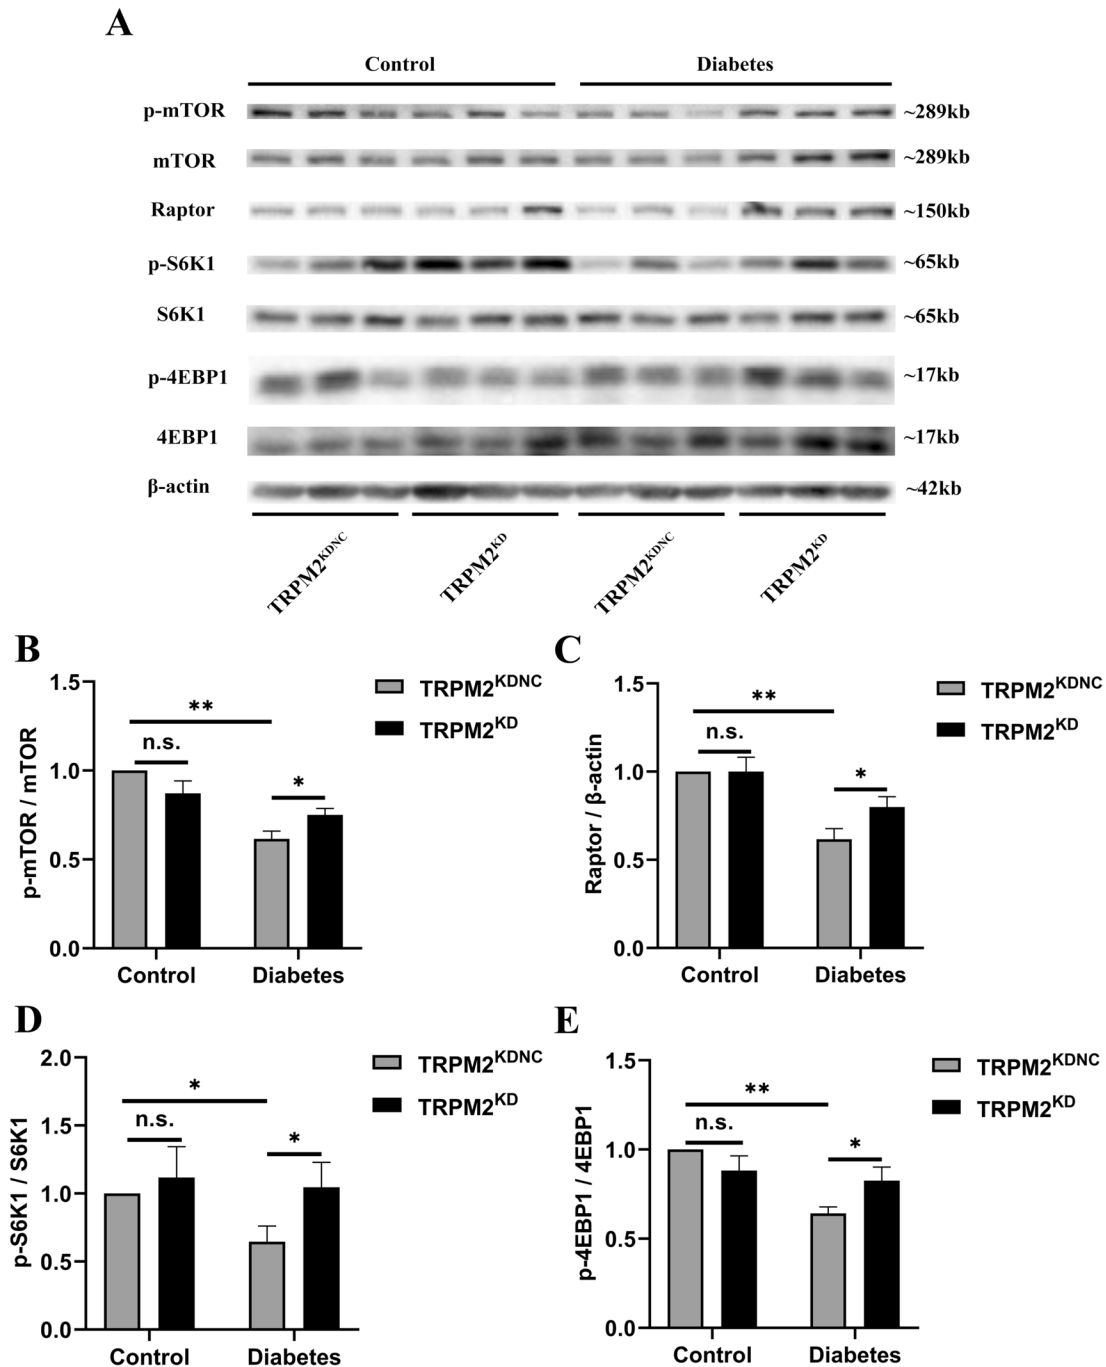 A
Control Diabetes
p-mTOR ~289kb
mTOR ~289kb
Raptor ~150kb
p-S6K1 ~65kb
S6K1 ~65kb
p-4EBP1 ~17kb
4EBP1 ~17kb
β-actin ~42kb
TRPM2KDNC TRPM2KD TRPM2KDNC TRPM2KD
B
p-mTOR / mTOR
1.5
1.0
0.5
0.0
**
n.s.
*
Control Diabetes
TRPM2KDNC
TRPM2KD
C
Raptor / β-actin
1.5
1.0
0.5
0.0
**
n.s.
*
Control Diabetes
TRPM2KDNC
TRPM2KD
D
p-S6K1 / S6K1
2.0
1.5
1.0
0.5
0.0
*
n.s.
*
Control Diabetes
TRPM2KDNC
TRPM2KD
E
p-4EBP1 / 4EBP1
1.5
1.0
0.5
0.0
**
n.s.
*
Control Diabetes
TRPM2KDNC
TRPM2KD